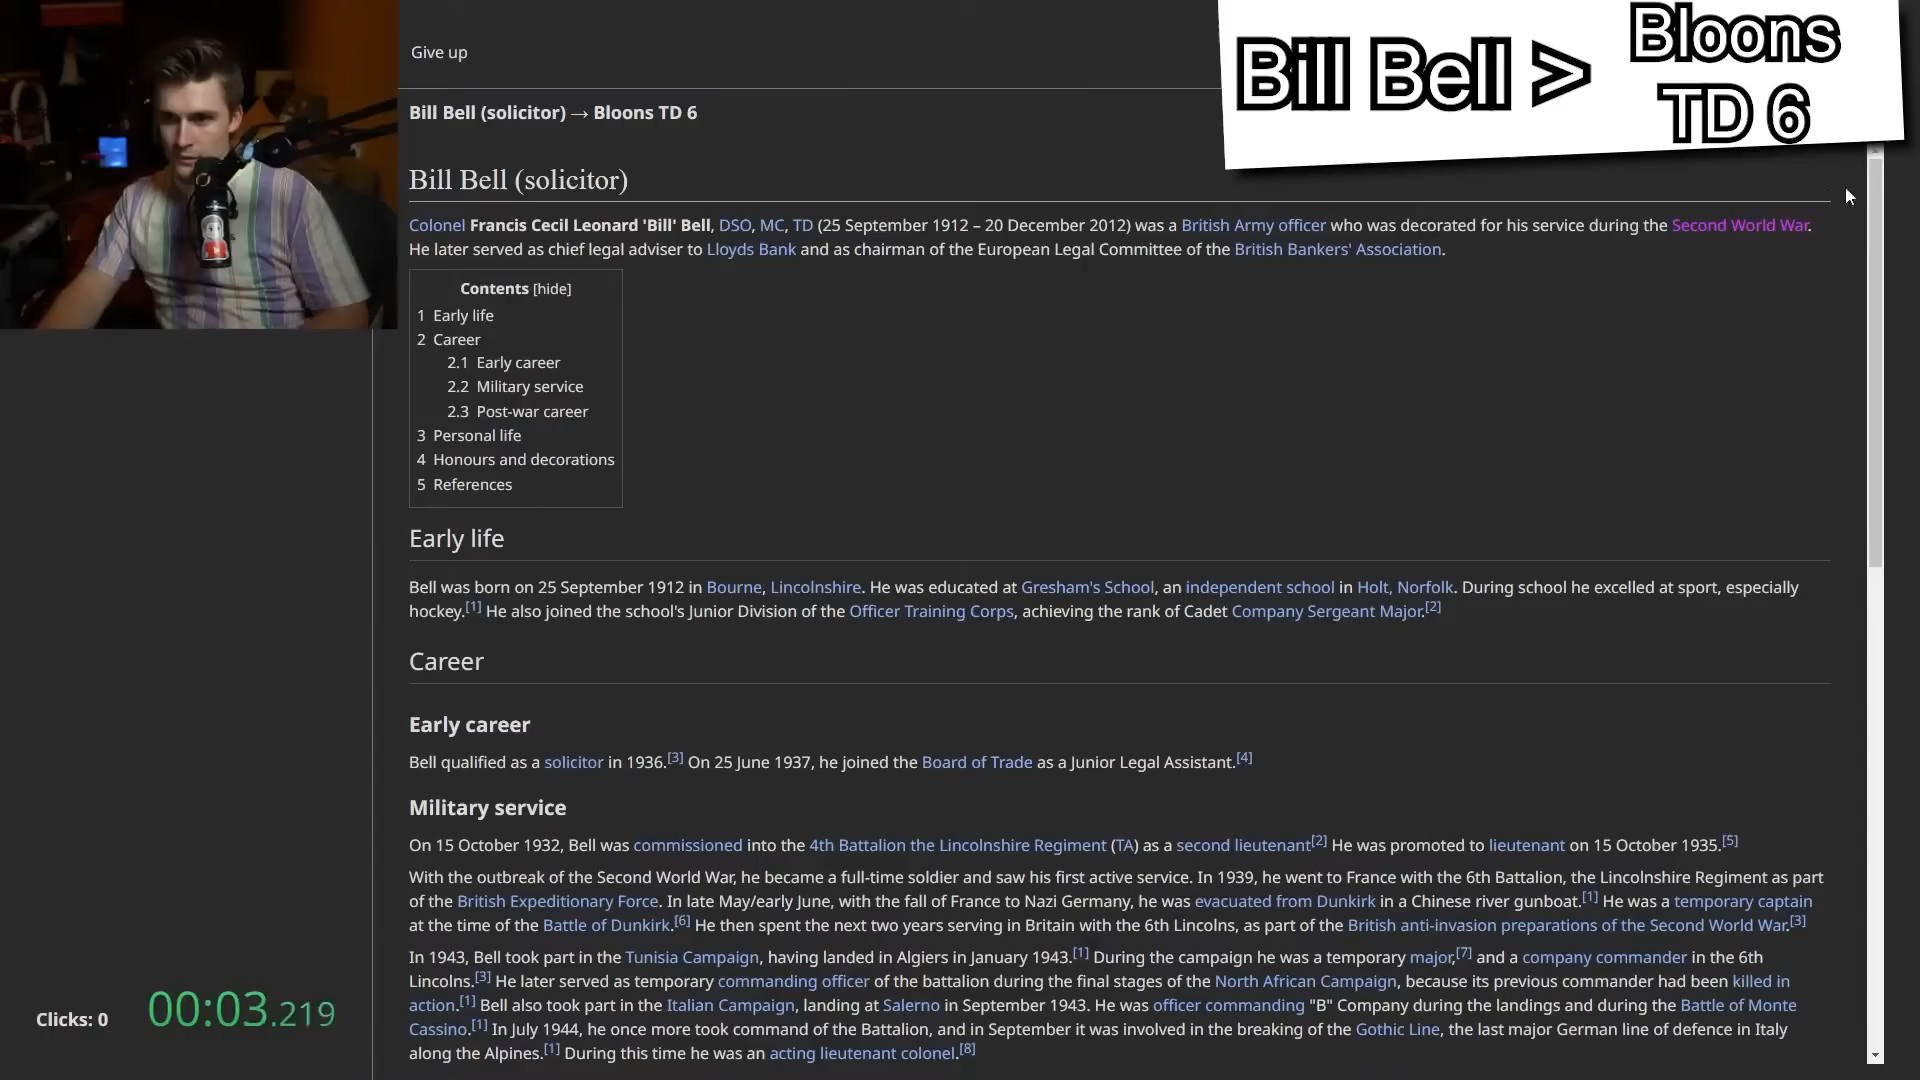 Give up
Bill Bell >
Bloons
TD 6
Bill Bell (solicitor) → Bloons TD 6
Bill Bell (solicitor)
Colonel Francis Cecil Leonard 'Bill' Bell, DSO, MC, TD (25 September 1912 – 20 December 2012) was a British Army officer who was decorated for his service during the Second World War.
He later served as chief legal adviser to Lloyds Bank and as chairman of the European Legal Committee of the British Bankers' Association.
Contents [hide]
1 Early life
2 Career
2.1 Early career
2.2 Military service
2.3 Post-war career
3 Personal life
4 Honours and decorations
5 References
Early life
Bell was born on 25 September 1912 in Bourne, Lincolnshire. He was educated at Gresham's School, an independent school in Holt, Norfolk. During school he excelled at sport, especially
hockey.[1] He also joined the school's Junior Division of the Officer Training Corps, achieving the rank of Cadet Company Sergeant Major.[2]
Career
Early career
Bell qualified as a solicitor in 1936.[3] On 25 June 1937, he joined the Board of Trade as a Junior Legal Assistant.[4]
Military service
On 15 October 1932, Bell was commissioned into the 4th Battalion the Lincolnshire Regiment (TA) as a second lieutenant[2] He was promoted to lieutenant on 15 October 1935.[5]
With the outbreak of the Second World War, he became a full-time soldier and saw his first active service. In 1939, he went to France with the 6th Battalion, the Lincolnshire Regiment as part
of the British Expeditionary Force. In late May/early June, with the fall of France to Nazi Germany, he was evacuated from Dunkirk in a Chinese river gunboat.[1] He was a temporary captain
at the time of the Battle of Dunkirk.[6] He then spent the next two years serving in Britain with the 6th Lincolns, as part of the British anti-invasion preparations of the Second World War.[3]
In 1943, Bell took part in the Tunisia Campaign, having landed in Algiers in January 1943.[1] During the campaign he was a temporary major,[7] and a company commander in the 6th
Lincolns.[3] He later served as temporary commanding officer of the battalion during the final stages of the North African Campaign, because its previous commander had been killed in
action.[1] Bell also took part in the Italian Campaign, landing at Salerno in September 1943. He was officer commanding "B" Company during the landings and during the Battle of Monte
Cassino.[1] In July 1944, he once more took command of the Battalion, and in September it was involved in the breaking of the Gothic Line, the last major German line of defence in Italy
along the Alpines.[1] During this time he was an acting lieutenant colonel.[8]
Clicks: 0
00:03.219